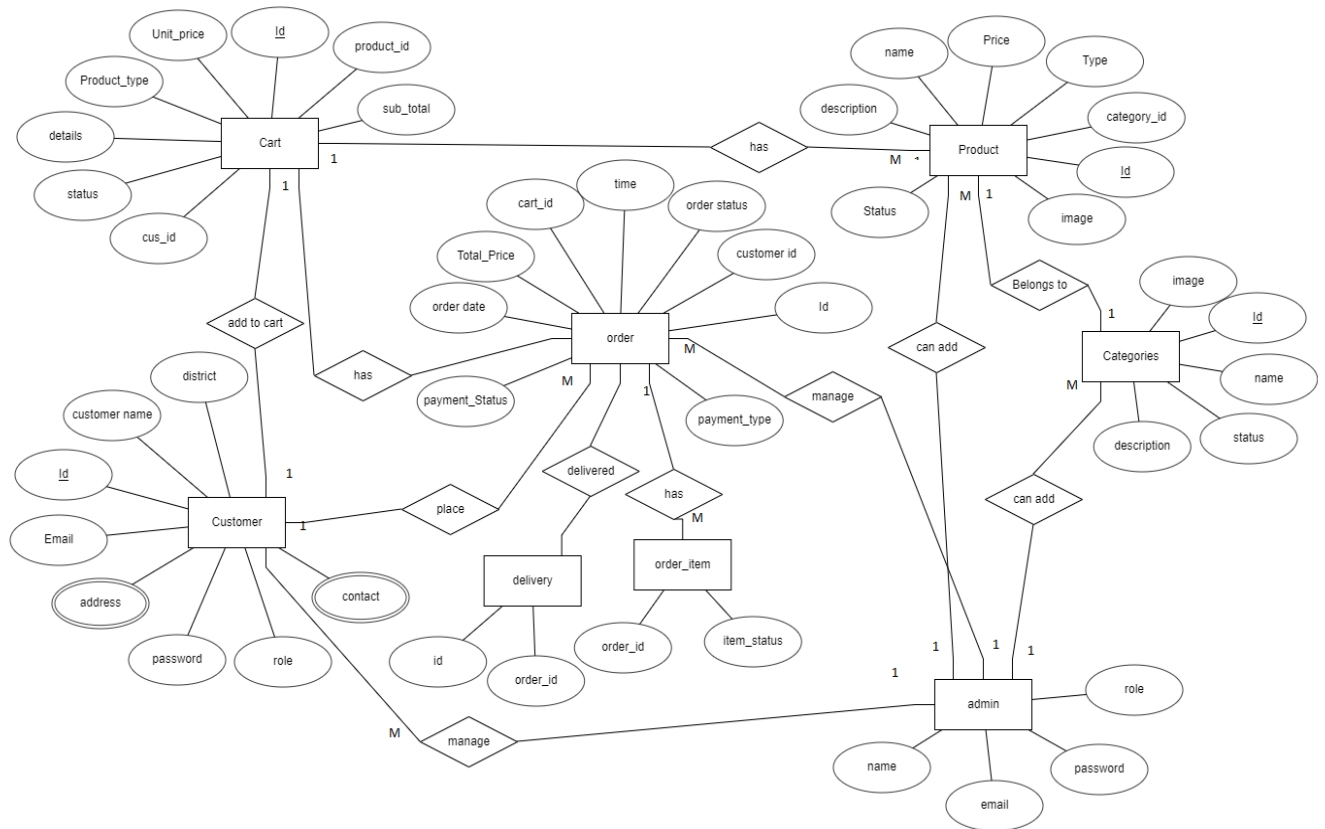 Unit_price
Id
product_id
Product_type
sub_total
details
Cart
status
cus_id
1
1
1
has
name
Price
Type
description
category_id
Product
Id
Status
image
M
M
1
time
cart_id
order status
Total_Price
customer id
order date
Id
order
payment_Status
payment_type
M
M
1
add to cart
has
can add
Belongs to
manage
image
Id
1
Categories
name
M
status
description
district
customer name
Id
1
Customer
1
Email
address
contact
password
role
place
delivered
has
M
can add
delivery
order_item
id
order_id
order_id
item_status
M
manage
1
1
1
1
admin
role
name
password
email